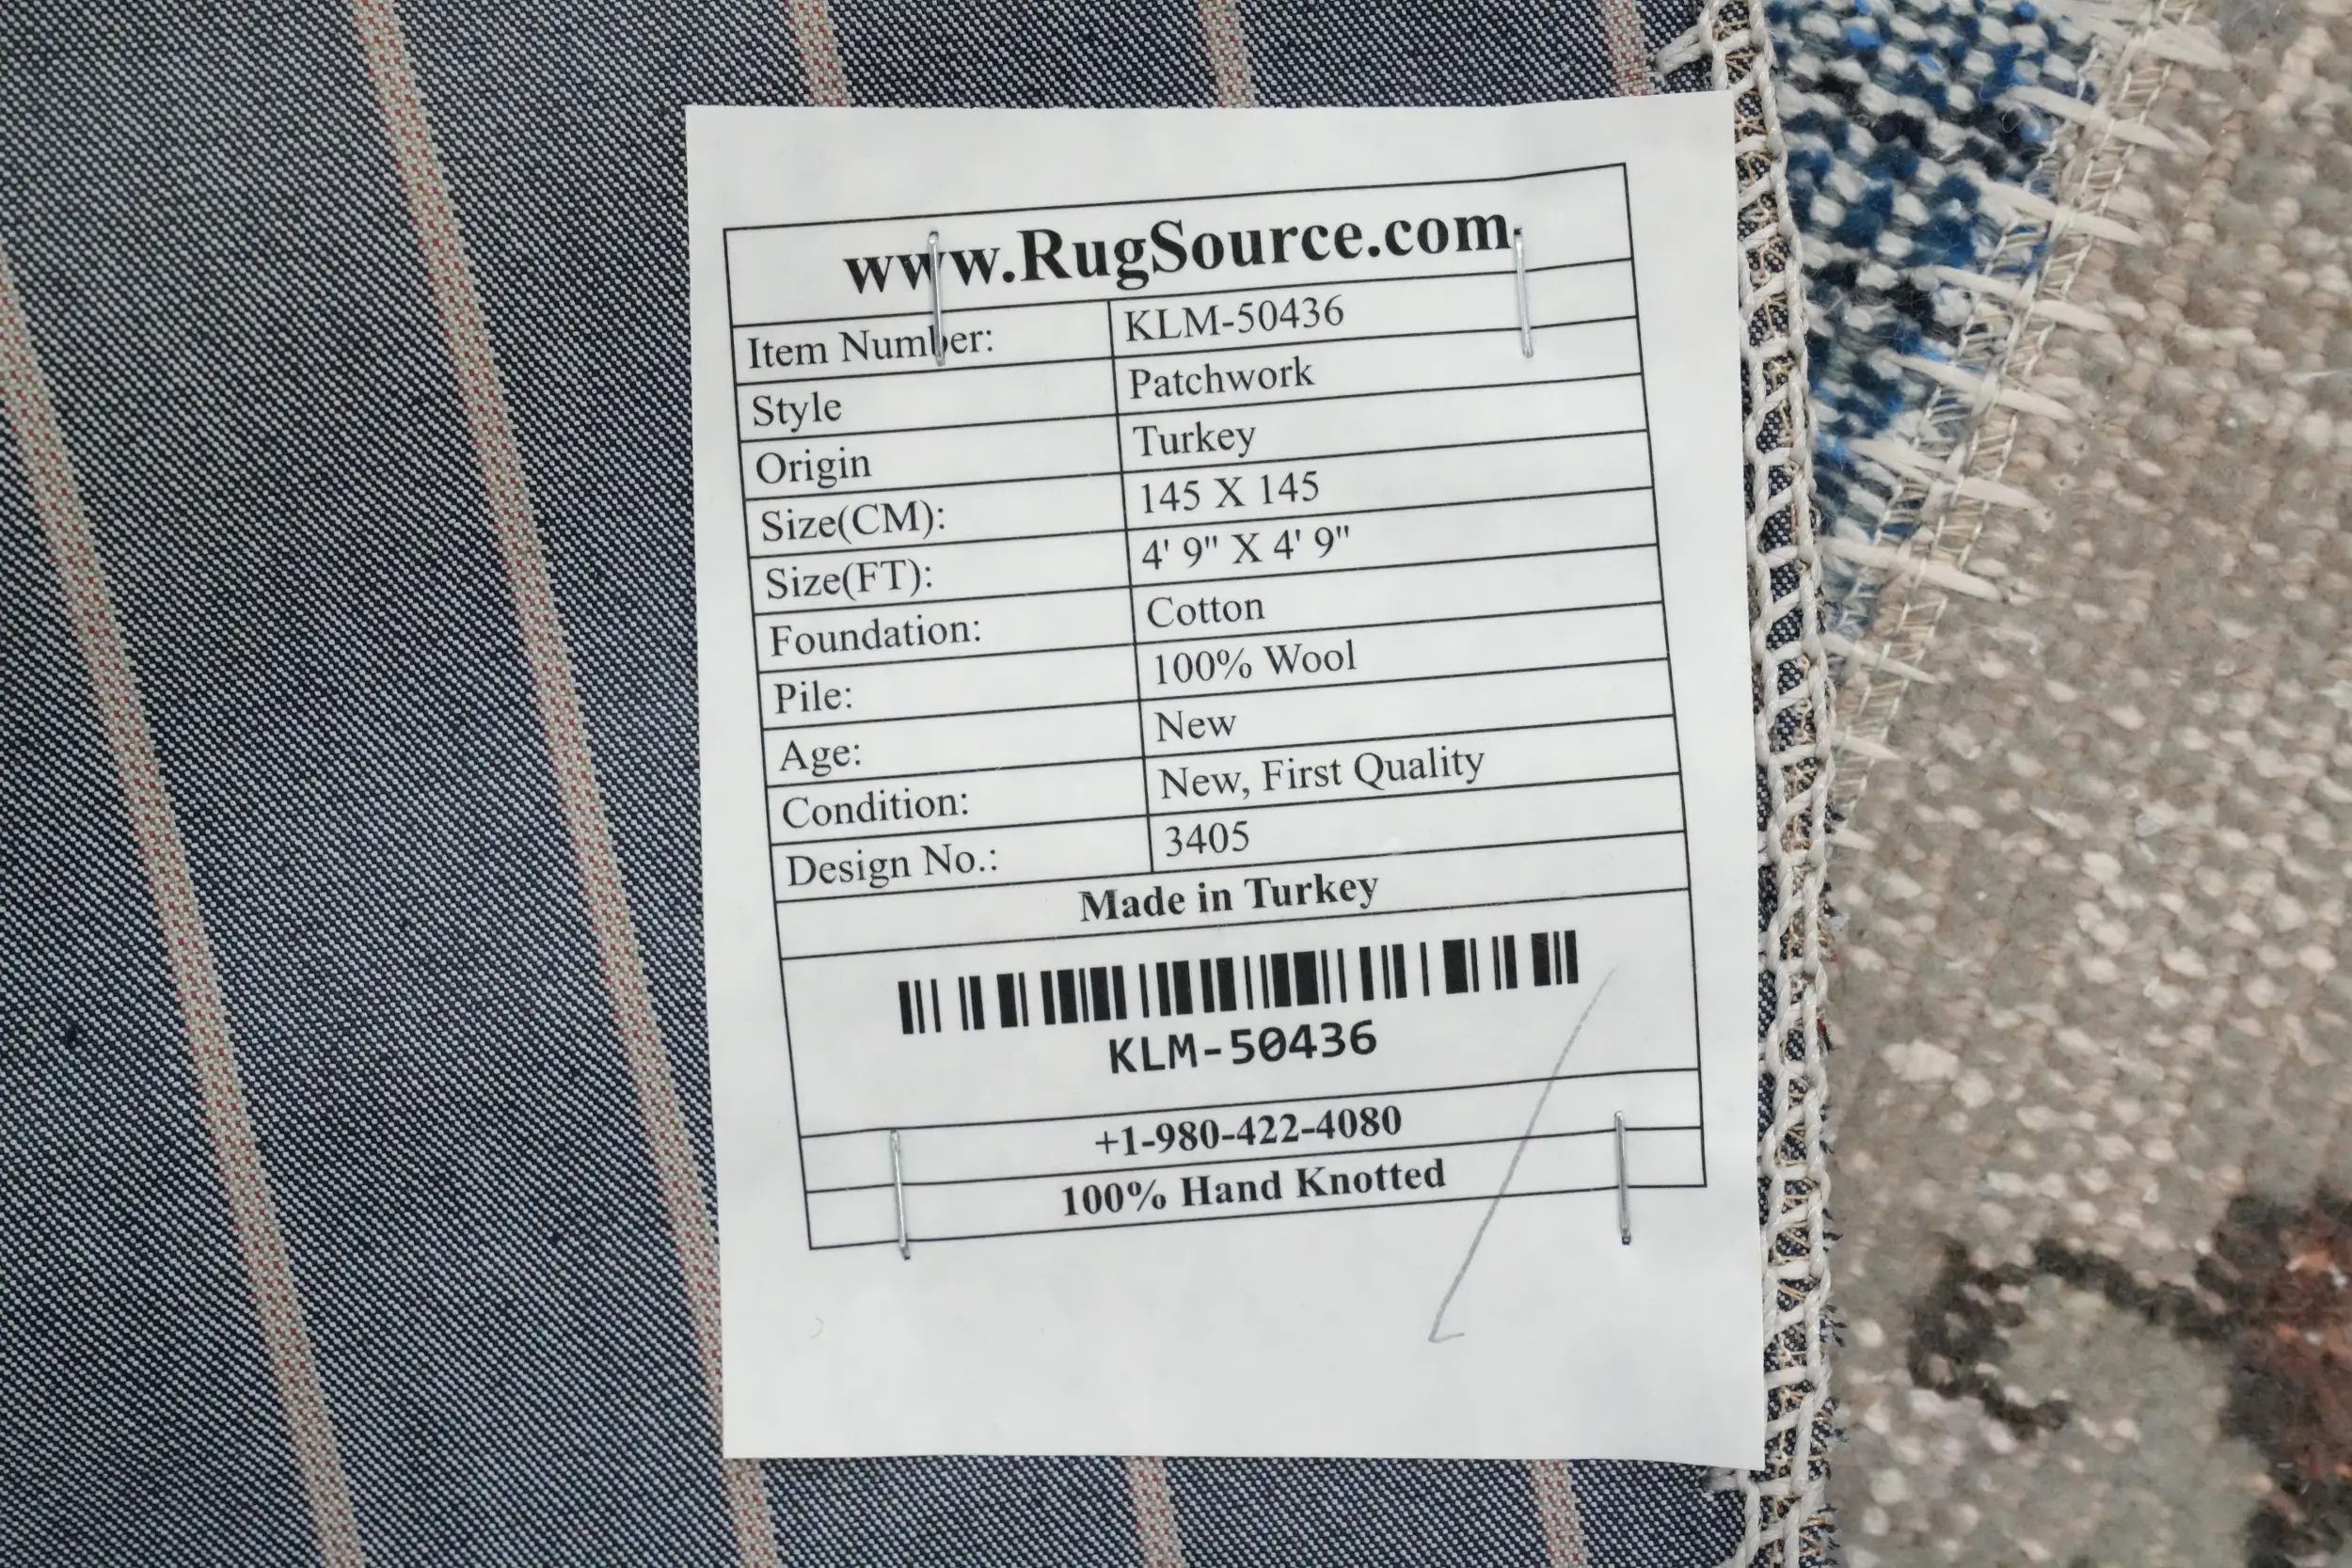 www.RugSource.com
Item Number: KLM-50436
Style Patchwork
Origin Turkey
Size(CM): 145 X 145
Size(FT): 4' 9" X 4' 9"
Foundation: Cotton
Pile: 100% Wool
Age: New
Condition: New, First Quality
Design No.: 3405
Made in Turkey
KLM-50436
+1-980-422-4080
100% Hand Knotted